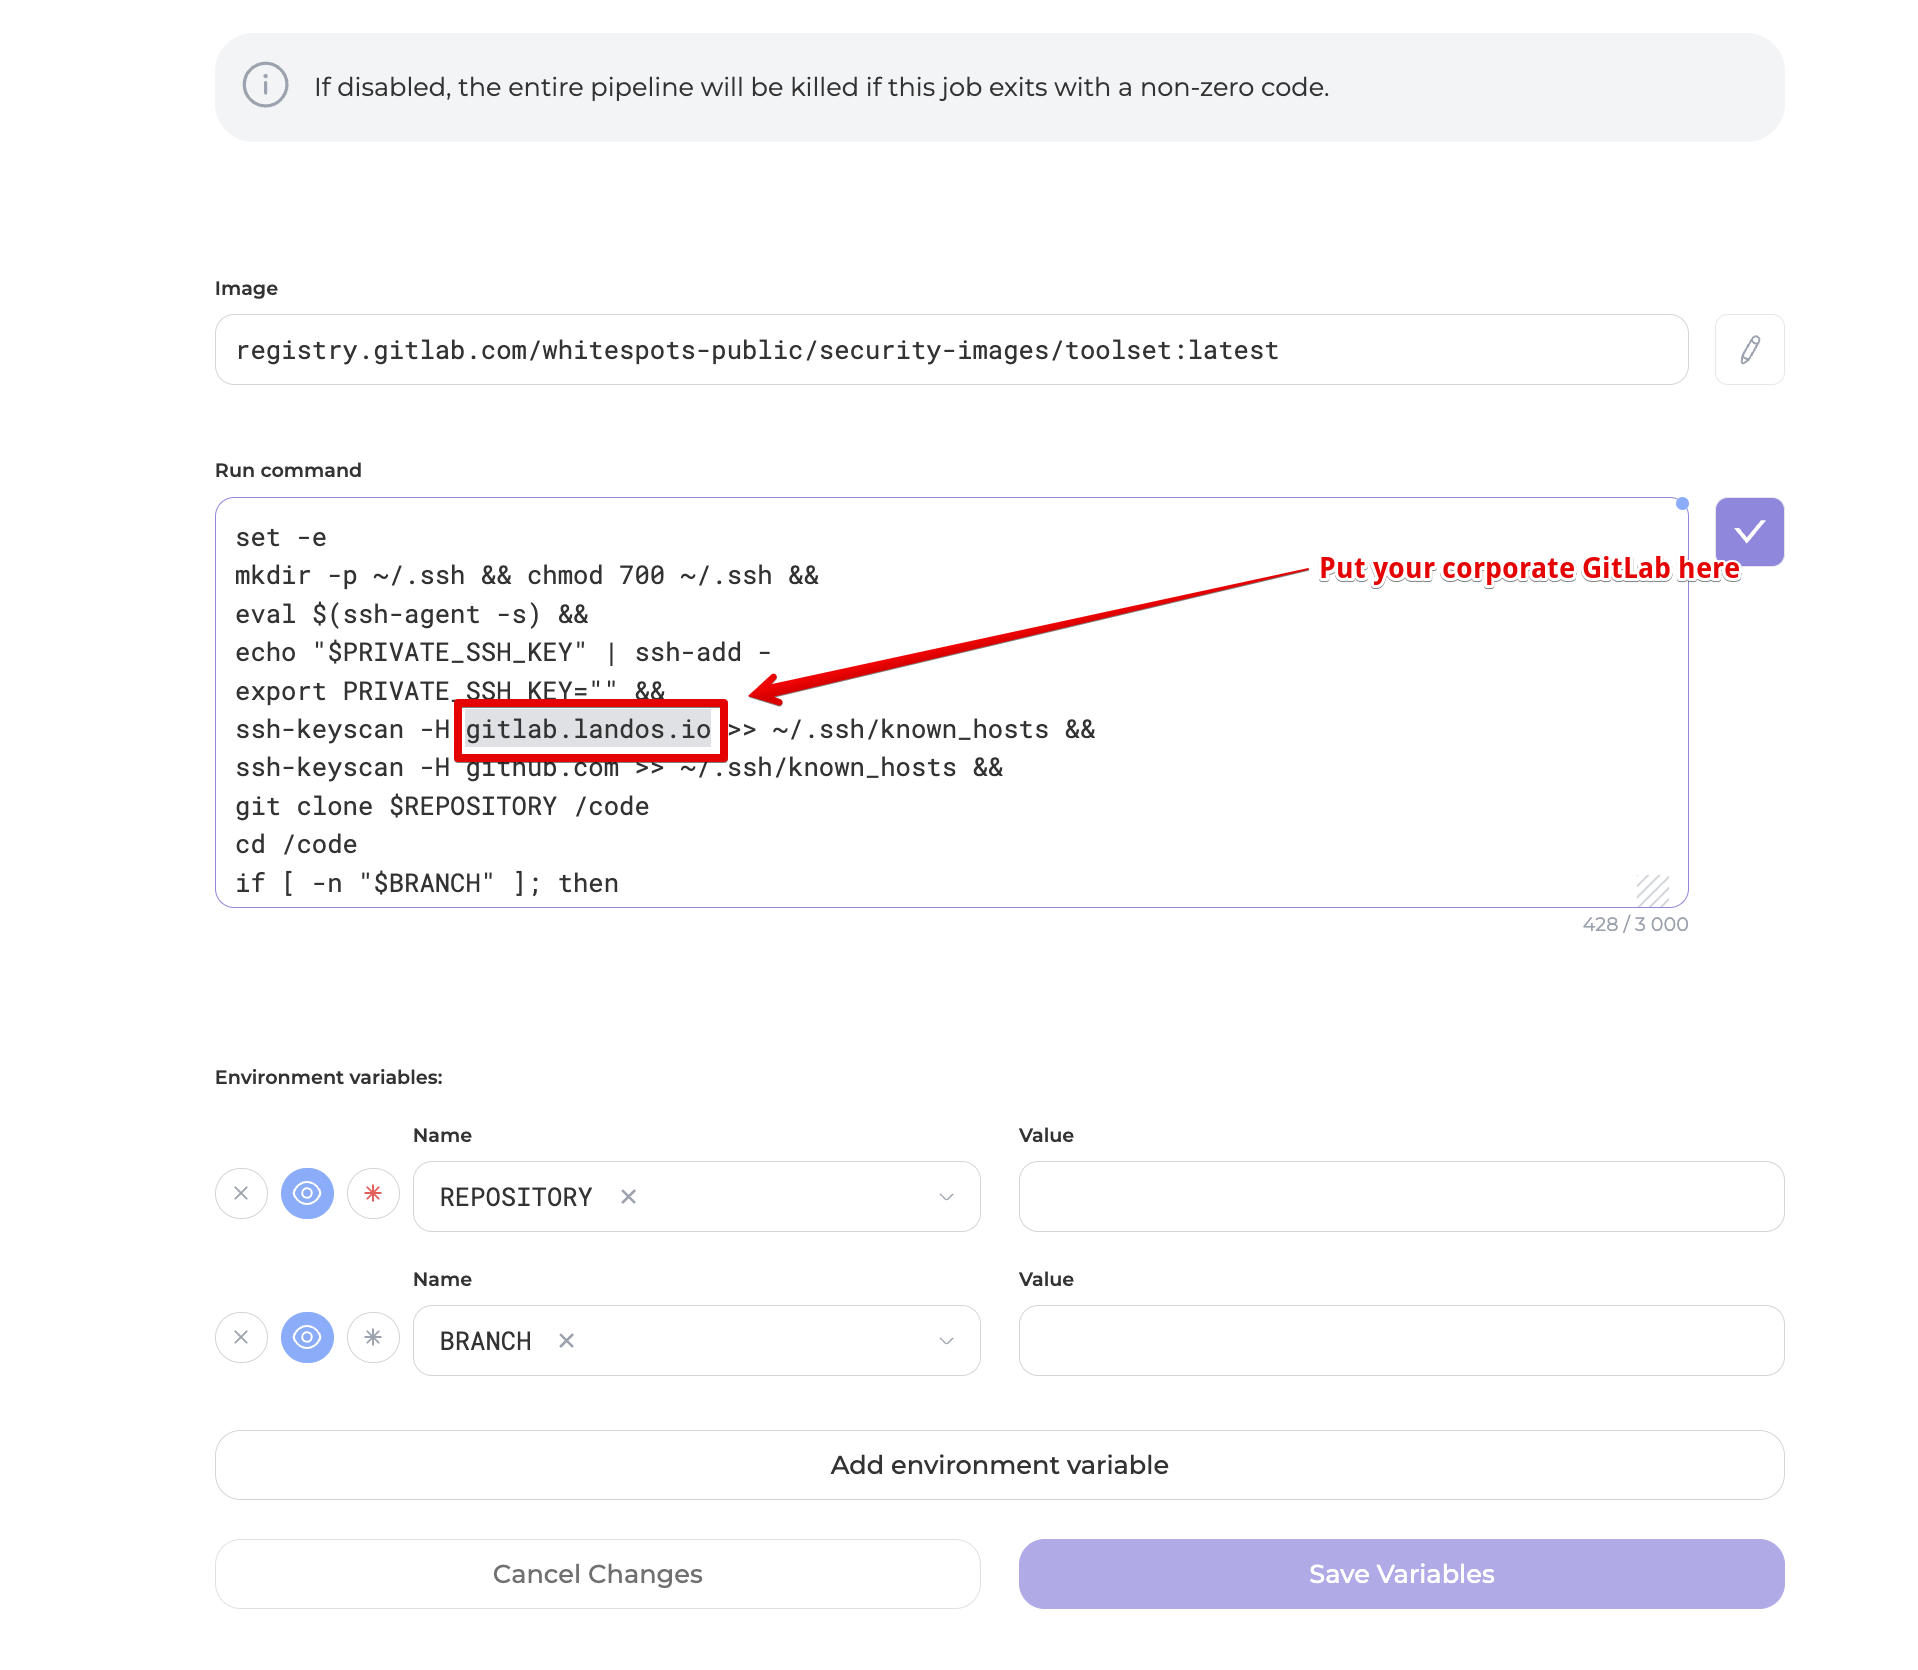 If disabled, the entire pipeline will be killed if this job exits with a non-zero code.
Image
registry.gitlab.com/whitespots-public/security-images/toolset:latest
Run command
set -e
mkdir -p ~/.ssh && chmod 700 ~/.ssh &&
Put your corporate GitLab here
eval $(ssh-agent -s) &&
echo "$PRIVATE_SSH_KEY" | ssh-add -
export PRIVATE_SSH_KEY="" &&
ssh-keyscan -H gitlab.landos.io >> ~/.ssh/known_hosts &&
ssh-keyscan -H github.com >> ~/.ssh/known_hosts &&
git clone $REPOSITORY /code
cd /code
if [ -n "$BRANCH" ]; then
428 / 3 000
Environment variables:
Name Value
REPOSITORY
Name Value
BRANCH
Add environment variable
Cancel Changes Save Variables